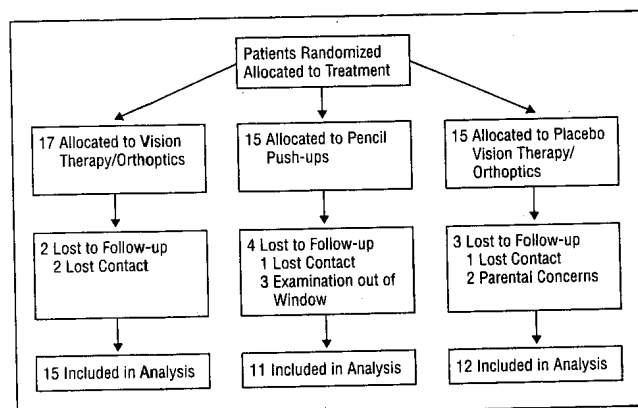 Patients Randomized
Allocated to Treatment
17 Allocated to Vision
Therapy/Orthoptics
15 Allocated to Pencil
Push-ups
15 Allocated to Placebo
Vision Therapy/
Orthoptics
2 Lost to Follow-up
2 Lost Contact
4 Lost to Follow-up
1 Lost Contact
3 Examination out of
Window
3 Lost to Follow-up
1 Lost Contact
2 Parental Concerns
15 Included in Analysis
11 Included in Analysis
12 Included in Analysis